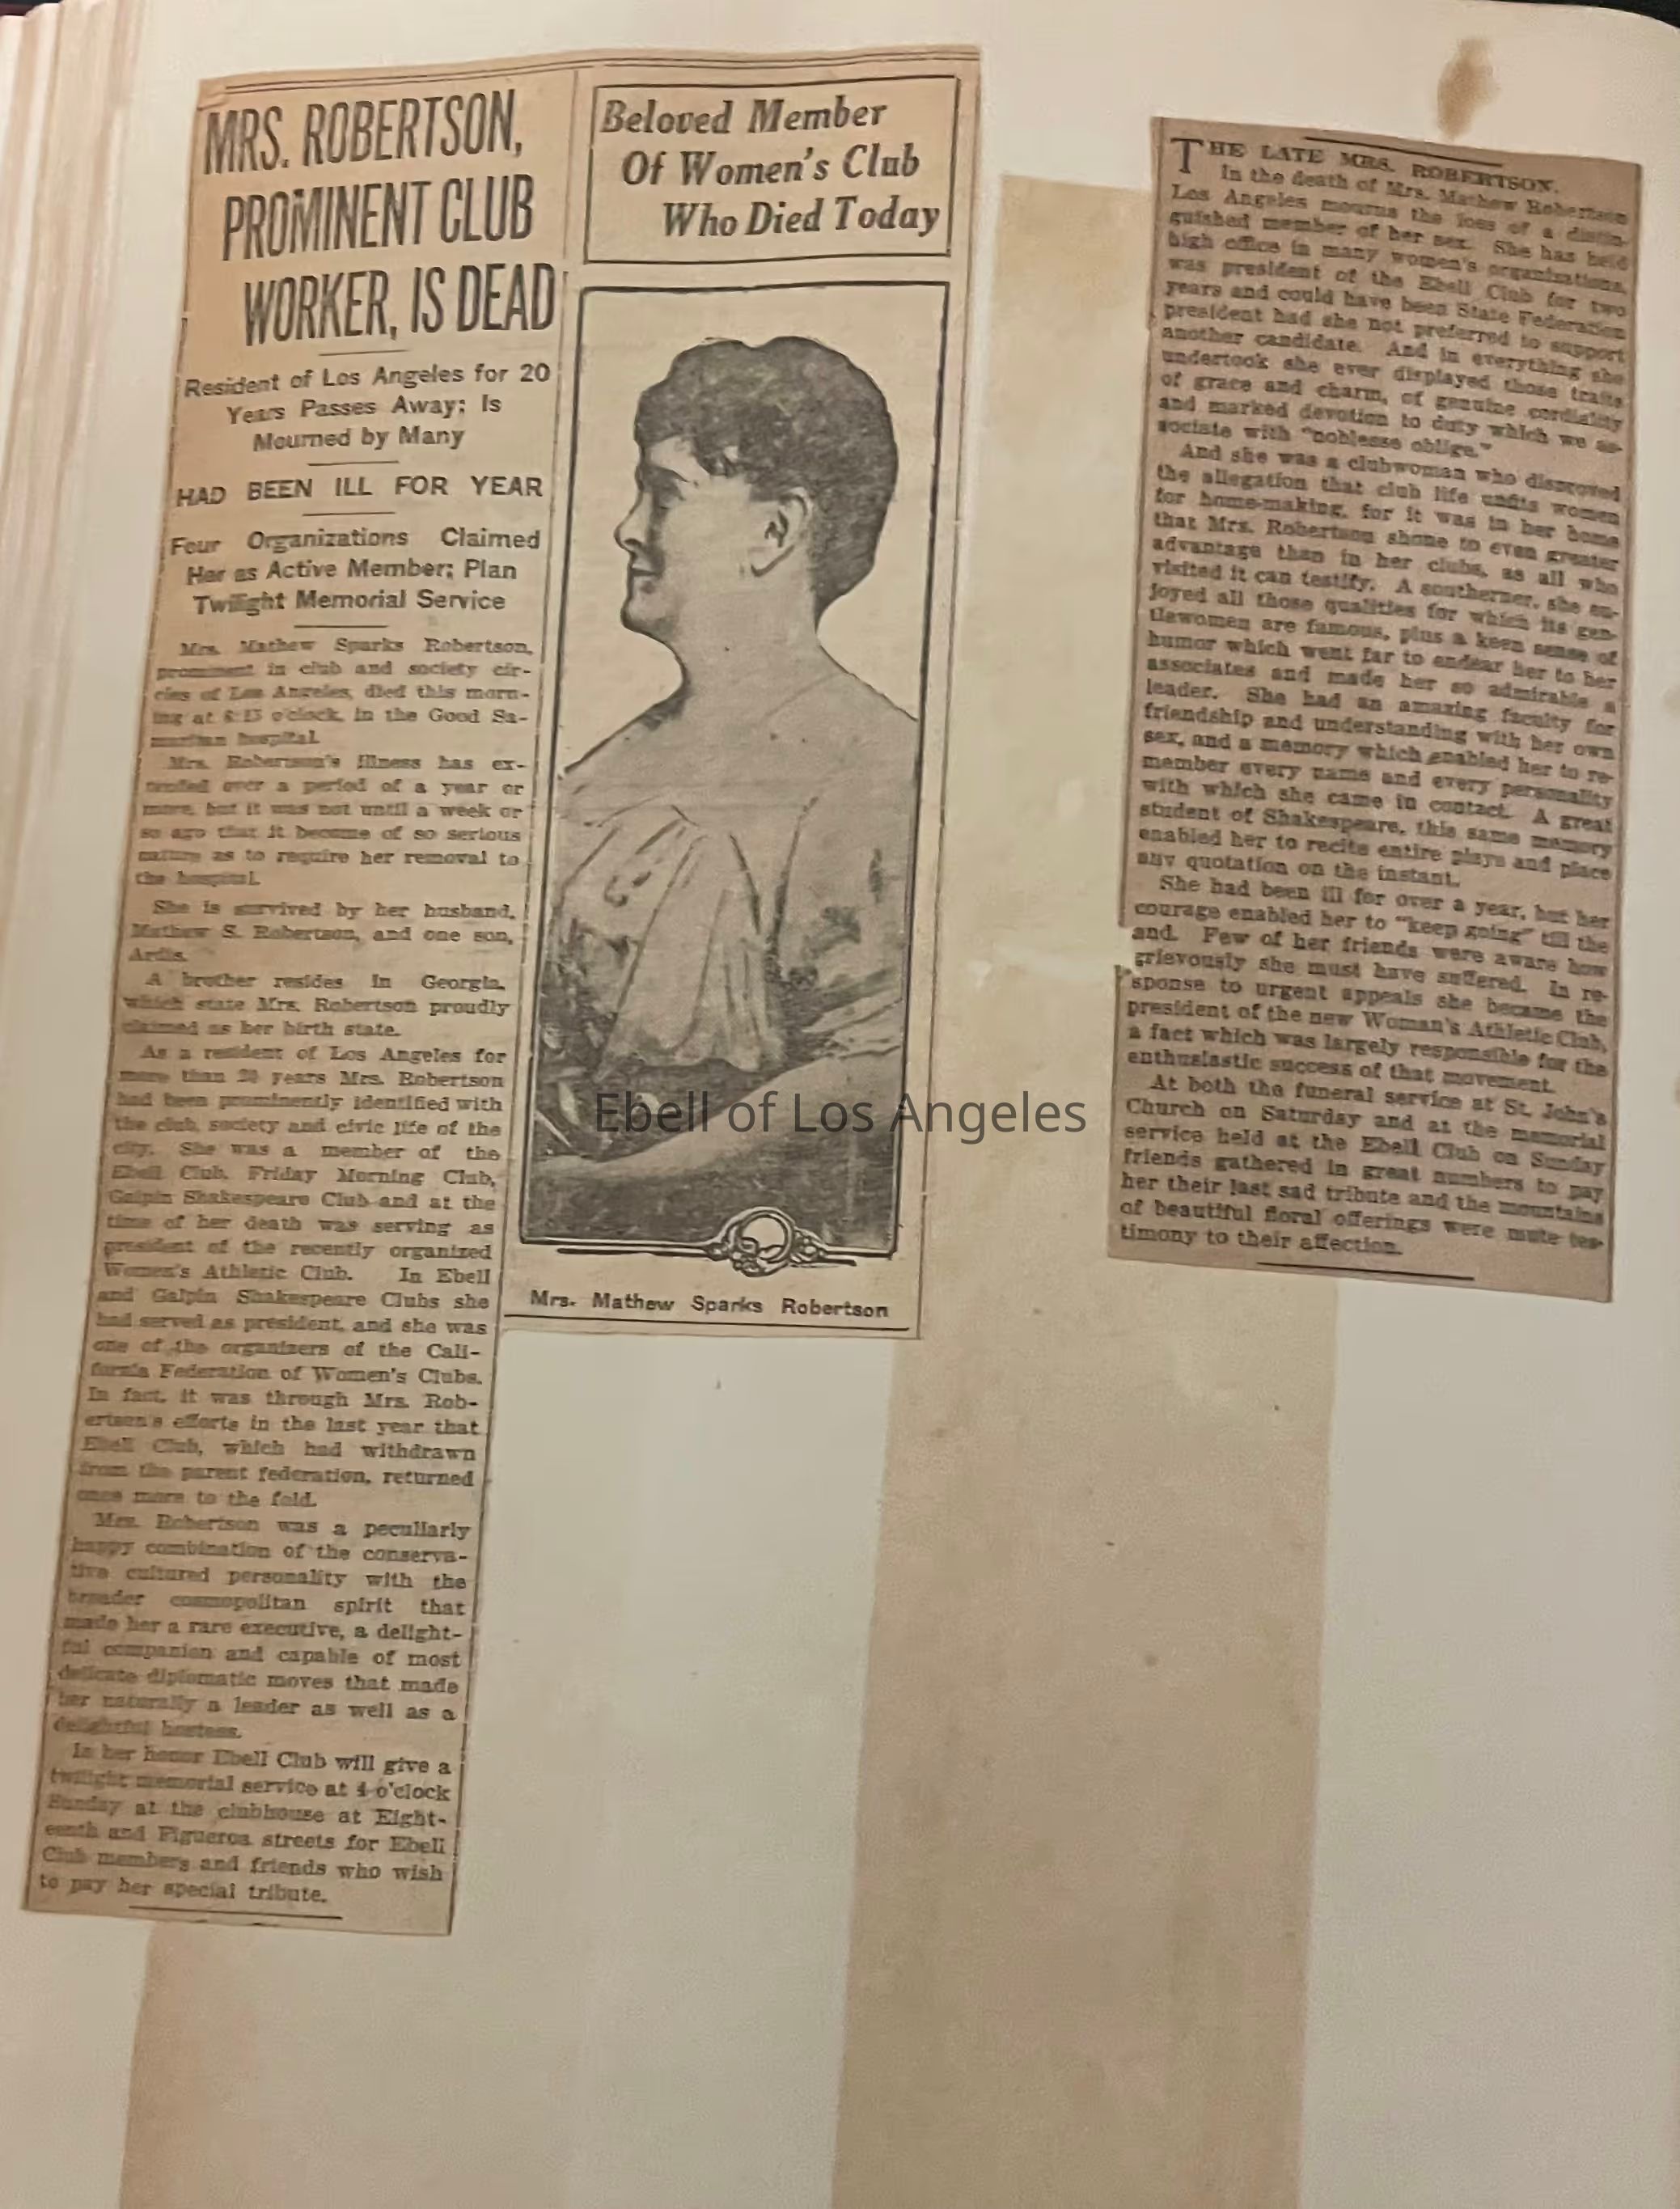 MRS. ROBERTSON,
PROMINENT CLUB
WORKER, IS DEAD
Resident of Los Angeles for 20
Years Passes Away; Is
Mourned by Many
HAD BEEN ILL FOR YEAR
Four Organizations Claimed
Her as Active Member; Plan
Twilight Memorial Service
Mrs. Mathew Sparks Robertson,
prominent in club and society cir-
cles of Los Angeles, died this morn-
ing at o'clock, in the Good Sa-
maritan hospital.
Mrs. Robertson's illness has ex-
tended over a period of a year or
more, but it was not until a week or
so ago that it became of so serious
nature as to require her removal to
the hospital.
She is survived by her husband,
Mathew S. Robertson, and one son,
Ardis.
A brother resides in Georgia,
which state Mrs. Robertson proudly
claimed as her birth state.
As a resident of Los Angeles for
more than 20 years Mrs. Robertson
had been prominently identified with
the club, society and civic life of the
city. She was a member of the
Ebell Club, Friday Morning Club,
Galpin Shakespeare Club and at the
time of her death was serving as
president of the recently organized
Women's Athletic Club. In Ebell
and Galpin Shakespeare Clubs she
had served as president, and she was
one of the organizers of the Cali-
fornia Federation of Women's Clubs.
In fact, it was through Mrs. Rob-
ertson's efforts in the last year that
Ebell Club, which had withdrawn
from the parent federation, returned
once more to the fold.
Mrs. Robertson was a peculiarly
happy combination of the conserva-
tive cultured personality with the
broader cosmopolitan spirit that
made her a rare executive, a delight-
ful companion and capable of most
delicate diplomatic moves that made
her naturally a leader as well as a
delightful hostess.
In her honor Ebell Club will give a
twilight memorial service at 4 o'clock
Sunday at the clubhouse at Eight-
eenth and Figueroa streets for Ebell
Club members and friends who wish
to pay her special tribute.
Beloved Member
Of Women's Club
Who Died Today
Mrs. Mathew Sparks Robertson
Ebell of Los Angeles
THE LATE MRS. ROBERTSON.
In the death of Mrs. Mathew Robertson
Los Angeles mourns the loss of a distin-
guished member of her sex. She has held
high office in many women's organizations,
was president of the Ebell Club for two
years and could have been State Federation
president had she not preferred to support
another candidate. And in everything she
undertook she ever displayed those traits
of grace and charm, of genuine cordiality
and marked devotion to duty which we as-
sociate with "noblesse oblige."
And she was a clubwoman who disproved
the allegation that club life unfits women
for home-making, for it was in her home
that Mrs. Robertson shone to even greater
advantage than in her clubs, as all who
visited it can testify. A southerner, she en-
joyed all those qualities for which its gen-
tlewomen are famous, plus a keen sense of
humor which went far to endear her to her
associates and made her so admirable a
leader. She had an amazing faculty for
friendship and understanding with her own
sex, and a memory which enabled her to re-
member every name and every personality
with which she came in contact. A great
student of Shakespeare, this same memory
enabled her to recite entire plays and place
any quotation on the instant.
She had been ill for over a year, but her
courage enabled her to "keep going" till the
end. Few of her friends were aware how
grievously she must have suffered. In re-
sponse to urgent appeals she became the
president of the new Woman's Athletic Club,
a fact which was largely responsible for the
enthusiastic success of that movement.
At both the funeral service at St. John's
Church on Saturday and at the memorial
service held at the Ebell Club on Sunday
friends gathered in great numbers to pay
her their last sad tribute and the mountains
of beautiful floral offerings were mute tes-
timony to their affection.